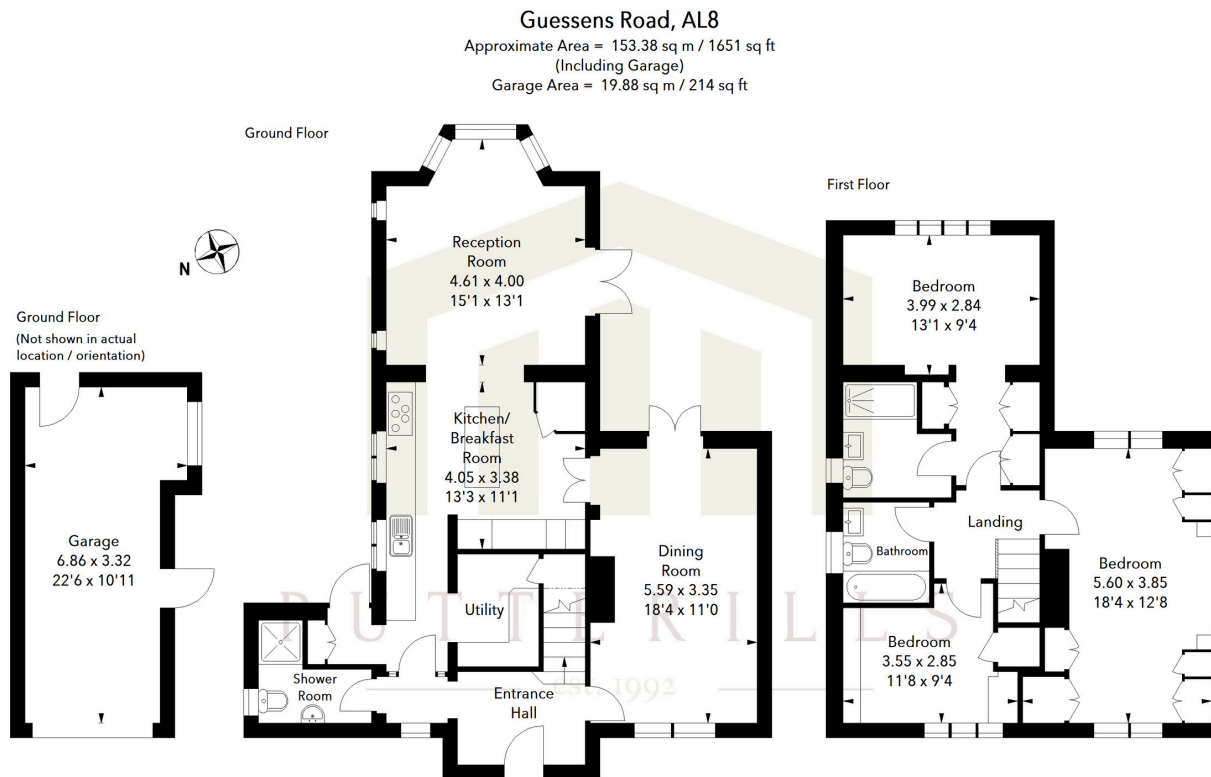 Guessens Road, AL8
Approximate Area = 153.38 sq m / 1651 sq ft
(Including Garage)
Garage Area = 19.88 sq m / 214 sq ft
Ground Floor
First Floor
N
Ground Floor
(Not shown in actual
location / orientation)
Garage
6.86 x 3.32
22'6 x 10'11
Reception
Room
4.61 x 4.00
15'1 x 13'1
Kitchen/
Breakfast
Room
4.05 x 3.38
13'3 x 11'1
Dining
Room
5.59 x 3.35
18'4 x 11'0
Utility
Shower
Room
Entrance
Hall
Bedroom
3.99 x 2.84
13'1 x 9'4
Landing
Bathroom
Bedroom
5.60 x 3.85
18'4 x 12'8
Bedroom
3.55 x 2.85
11'8 x 9'4
PUTTERILLS
est. 1992